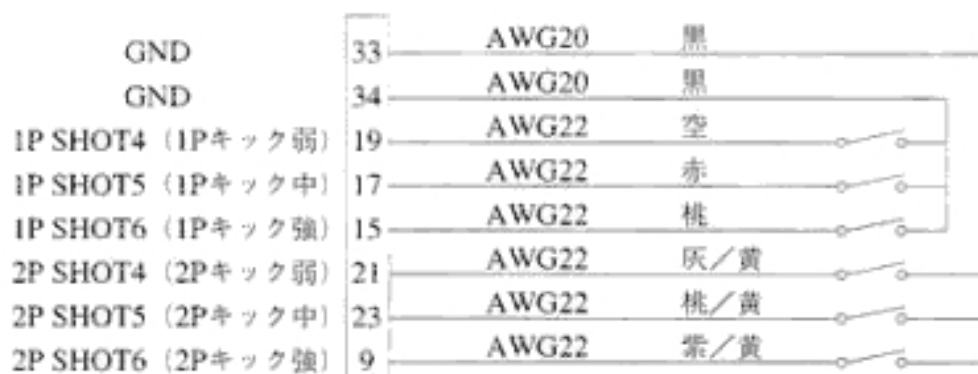 GND 33 AWG20 黒
GND 34 AWG20 黒
1P SHOT4 (1Pキック弱) 19 AWG22 空
1P SHOT5 (1Pキック中) 17 AWG22 赤
1P SHOT6 (1Pキック強) 15 AWG22 桃
2P SHOT4 (2Pキック弱) 21 AWG22 灰／黄
2P SHOT5 (2Pキック中) 23 AWG22 桃／黄
2P SHOT6 (2Pキック強) 9 AWG22 紫／黄